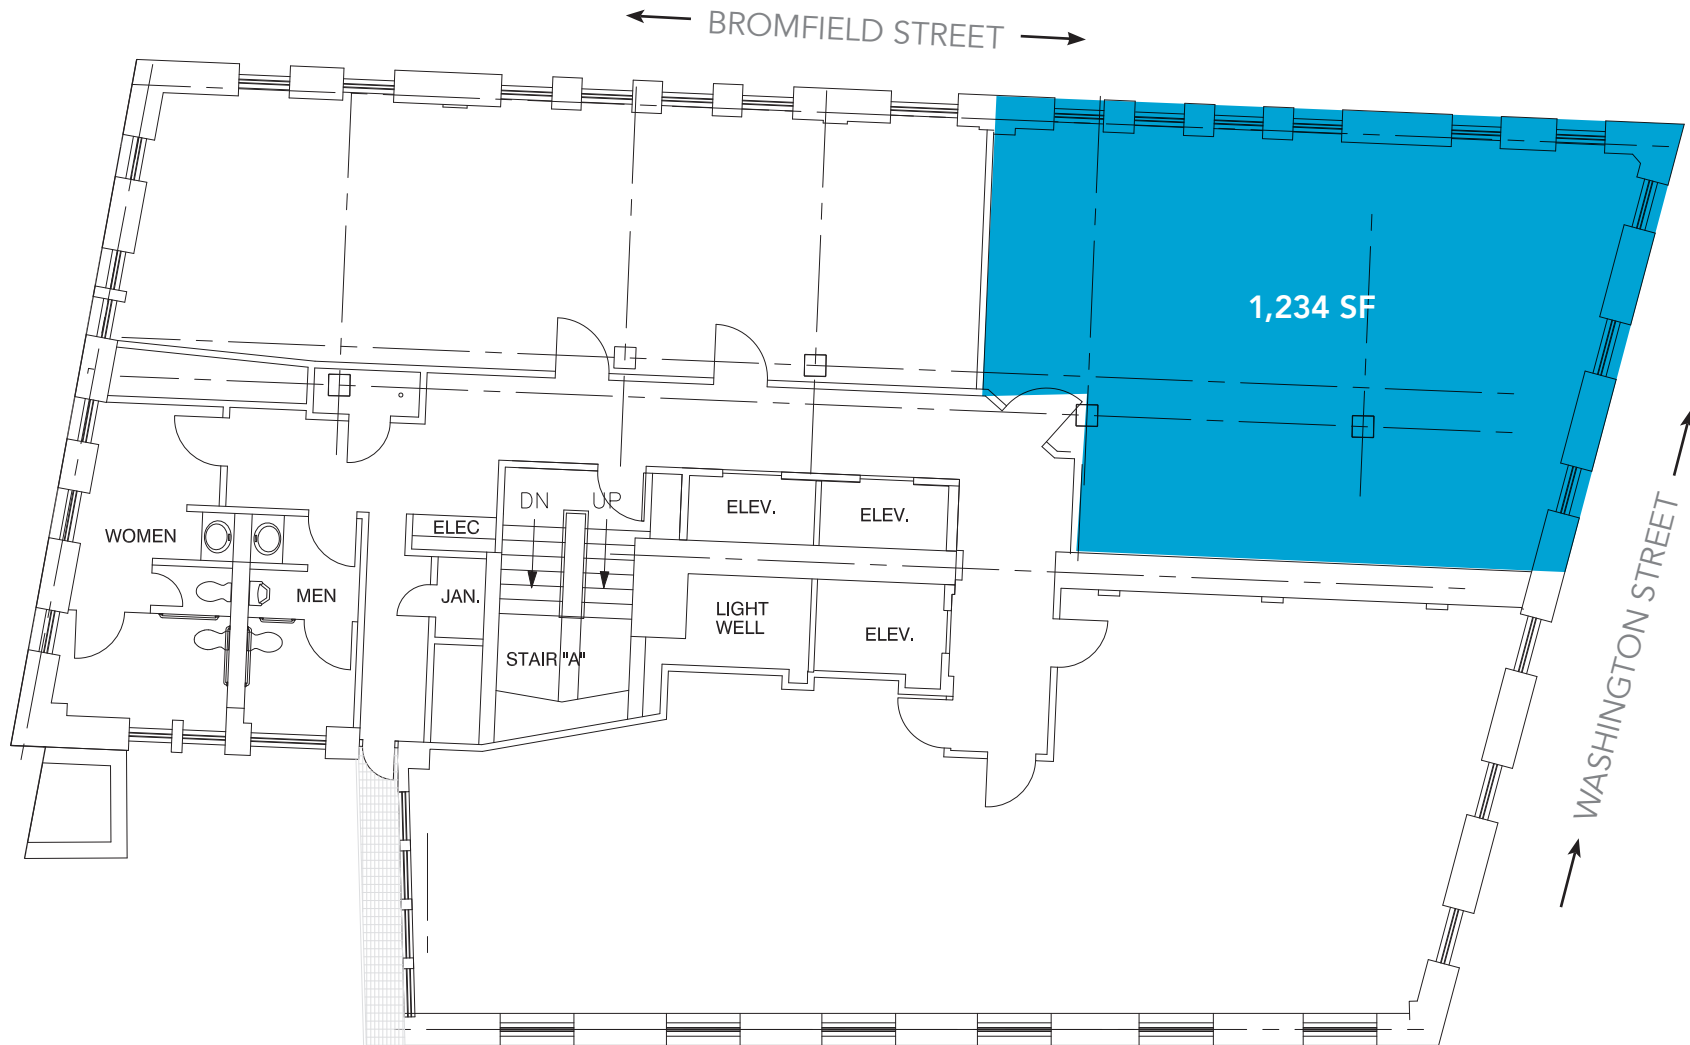 BROMFIELD STREET
1,234 SF
WASHINGTON STREET
DN
UP
ELEV.
ELEV.
ELEC
WOMEN
MEN
JAN.
LIGHT
WELL
ELEV.
STAIR "A"